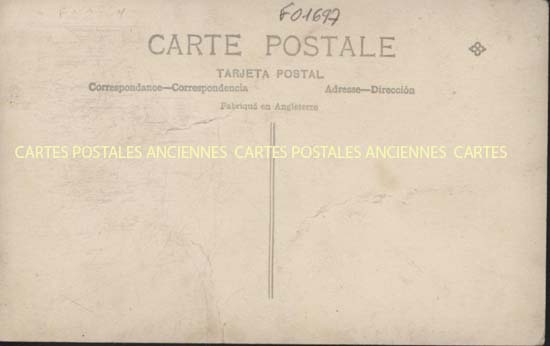 F01697
CARTE POSTALE
TARJETA POSTAL
Correspondance—Correspondencia Adresse—Dirección
Fabriqué en Angleterre
CARTES POSTALES ANCIENNES CARTES POSTALES ANCIENNES CARTES